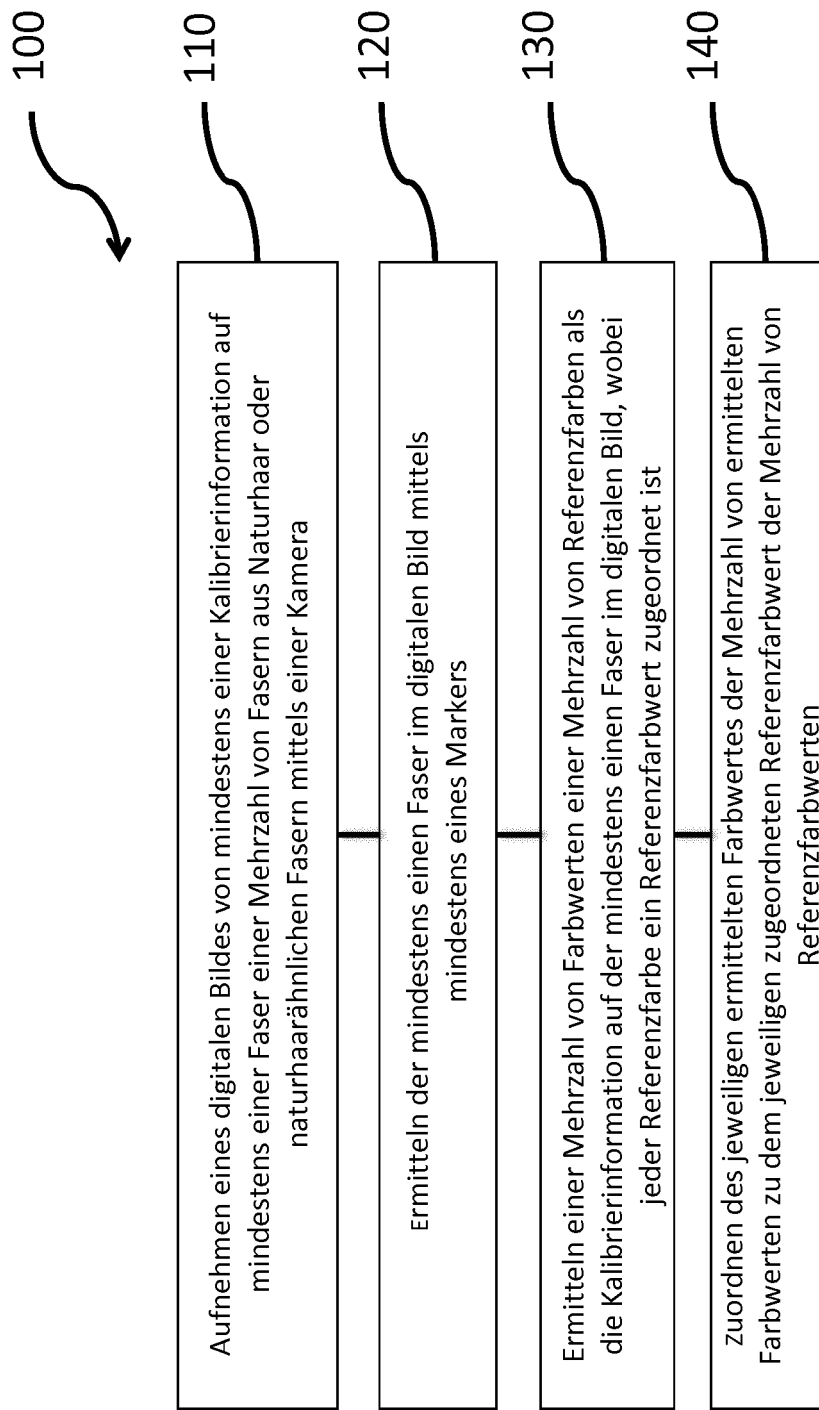 100
Aufnehmen eines digitalen Bildes von mindestens einer Kalibrierinformation auf
mindestens einer Faser einer Mehrzahl von Fasern aus Naturhaar oder
naturhaarähnlichen Fasern mittels einer Kamera
110
Ermitteln der mindestens einen Faser im digitalen Bild mittels
mindestens eines Markers
120
Ermitteln einer Mehrzahl von Farbwerten einer Mehrzahl von Referenzfarben als
die Kalibrierinformation auf der mindestens einen Faser im digitalen Bild, wobei
jeder Referenzfarbe ein Referenzfarbwert zugeordnet ist
130
zuordnen des jeweiligen ermittelten Farbwertes der Mehrzahl von ermittelten
Farbwerten zu dem jeweiligen zugeordneten Referenzfarbwert der Mehrzahl von
Referenzfarbwerten
140